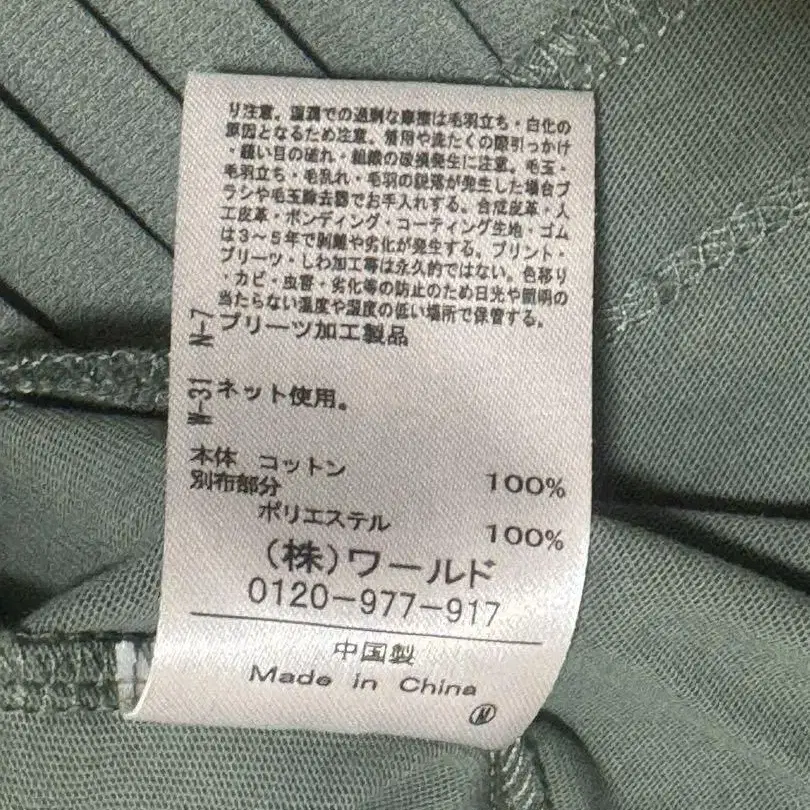 り注意。湿潤での過剰な摩擦は毛羽立ち・白化の
原因となるため注意。着用や洗たくの際引っかけ
・縫い目の破れ・組織の破損発生に注意。毛玉・
毛羽立ち・毛乱れ・毛羽の脱落が発生した場合ブ
ラシや毛玉除去器でお手入れする。合成皮革・人
工皮革・ボンディング・コーティング生地・ゴム
は3～5年で剥離や劣化が発生する。プリント・
プリーツ・しわ加工等は永久的ではない。色移り
・カビ・虫害・劣化等の防止のため日光や照明の
当たらない温度や湿度の低い場所で保管する。
N-7 プリーツ加工製品
W-31 ネット使用。
本体 コットン 100%
別布部分
ポリエステル 100%
(株)ワールド
0120-977-917
中国製
Made in China
M